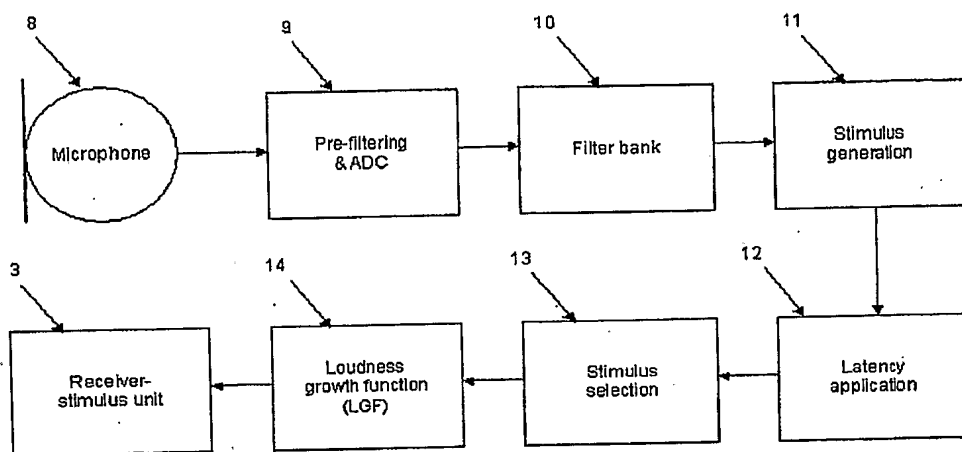 8
9
10
11
Microphone
Pre-filtering
& ADC
Filter bank
Stimulus
generation
3
14
13
12
Receiver-
stimulus unit
Loudness
growth function
(LGF)
Stimulus
selection
Latency
application